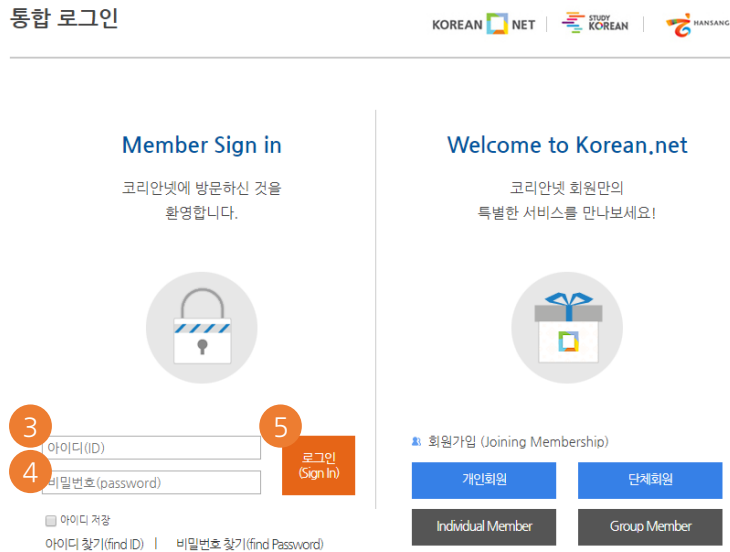 통합 로그인
KOREAN NET
STUDY KOREAN
HANSANG
Member Sign in
코리안넷에 방문하신 것을
환영합니다.
3
아이디(ID)
4
비밀번호(password)
5
로그인
(Sign In)
아이디 저장
아이디 찾기(find ID) | 비밀번호 찾기(find Password)
Welcome to Korean.net
코리안넷 회원만의
특별한 서비스를 만나보세요!
회원가입 (Joining Membership)
개인회원
단체회원
Individual Member
Group Member